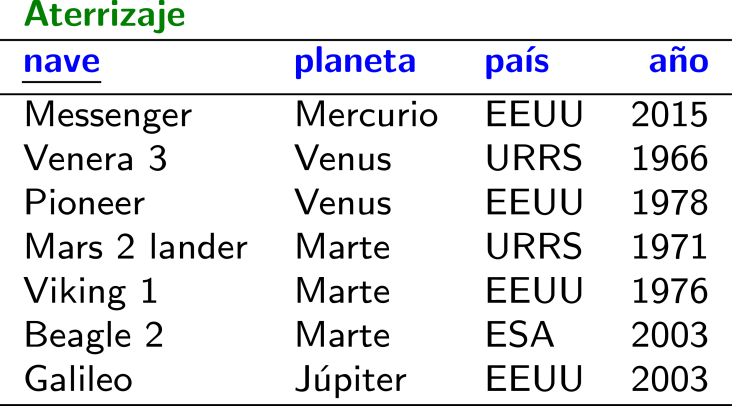 Aterrizaje
nave planeta país año
Messenger Mercurio EEUU 2015
Venera 3 Venus URRS 1966
Pioneer Venus EEUU 1978
Mars 2 lander Marte URRS 1971
Viking 1 Marte EEUU 1976
Beagle 2 Marte ESA 2003
Galileo Júpiter EEUU 2003